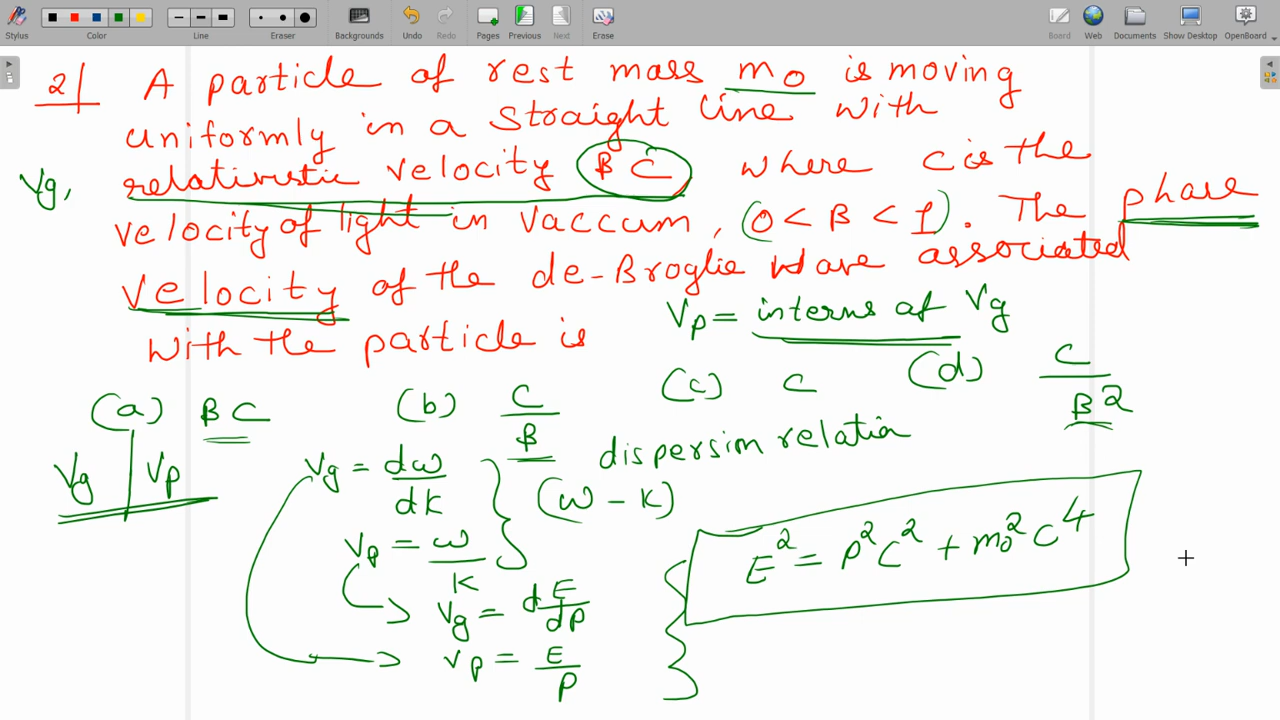 Stylus
Color
Line
Eraser
Backgrounds
Undo
Redo
Pages
Previous
Next
Erase
Board
Web
Documents
Show Desktop
OpenBoard
2| A particle of rest mass m₀ is moving
uniformly in a straight line with
Vg, relativistic velocity BC where c is the
velocity of light in vaccum, (0 < B < 1). The phase
velocity of the de-Broglie wave associated
with the particle is
Vp = interms of Vg
(a) BC (b) C/B (c) C (d) C/B²
Vg | Vp
dispersion relation
(ω – K)
Vg = dω/dK
Vp = ω/K
Vg = dE/dP
Vp = E/P
E² = P²C² + m₀²C⁴